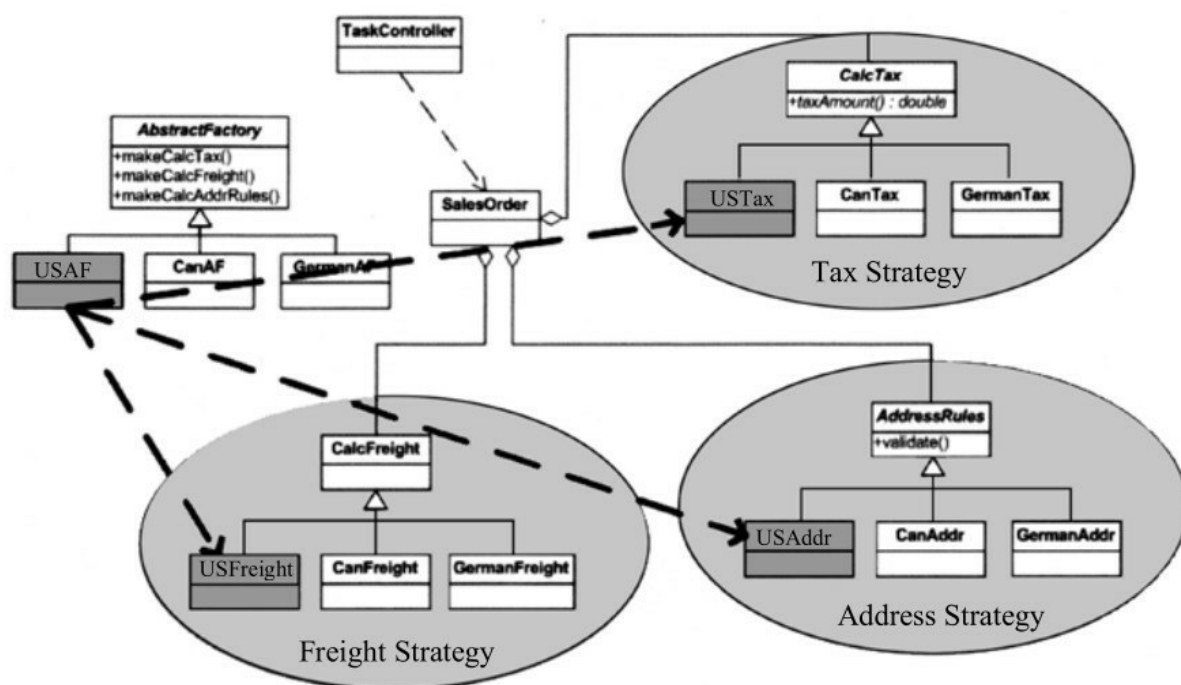 TaskController
CalcTax
+taxAmount() : double
AbstractFactory
+makeCalcTax()
+makeCalcFreight()
+makeCalcAddrRules()
SalesOrder
USTax
CanTax
GermanTax
USAF
CanAF
GermanAF
Tax Strategy
AddressRules
+validate()
CalcFreight
USAddr
CanAddr
GermanAddr
USFreight
CanFreight
GermanFreight
Address Strategy
Freight Strategy